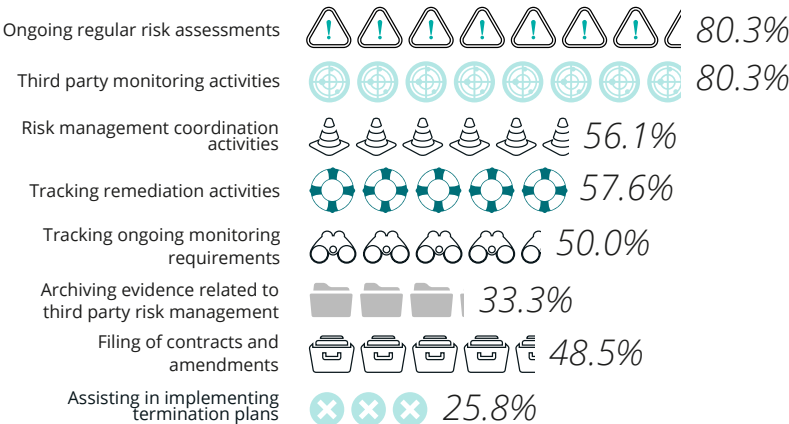 Ongoing regular risk assessments 80.3%
Third party monitoring activities 80.3%
Risk management coordination
activities 56.1%
Tracking remediation activities 57.6%
Tracking ongoing monitoring
requirements 50.0%
Archiving evidence related to
third party risk management 33.3%
Filing of contracts and
amendments 48.5%
Assisting in implementing
termination plans 25.8%